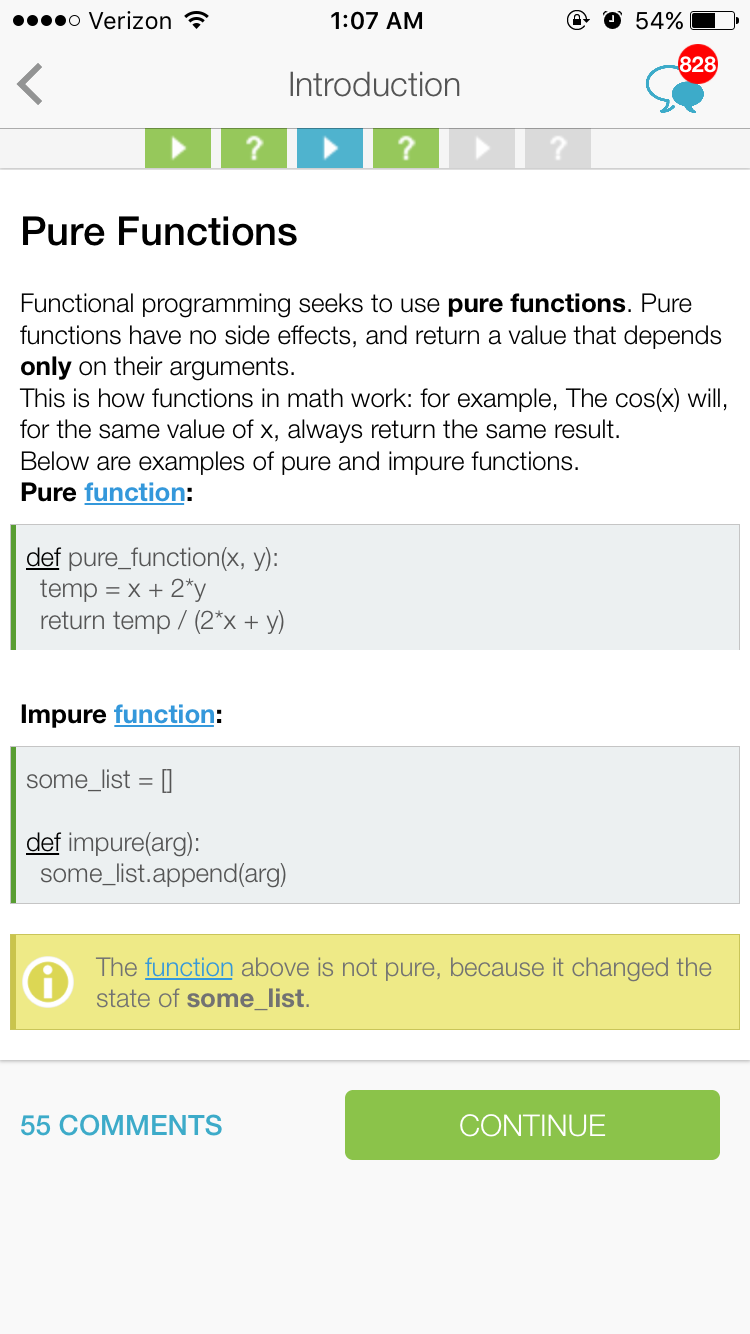 Verizon 1:07 AM 54%
Introduction
828
? ? ?
Pure Functions
Functional programming seeks to use pure functions. Pure
functions have no side effects, and return a value that depends
only on their arguments.
This is how functions in math work: for example, The cos(x) will,
for the same value of x, always return the same result.
Below are examples of pure and impure functions.
Pure function:
def pure_function(x, y):
  temp = x + 2*y
  return temp / (2*x + y)
Impure function:
some_list = []
def impure(arg):
  some_list.append(arg)
The function above is not pure, because it changed the
state of some_list.
55 COMMENTS
CONTINUE